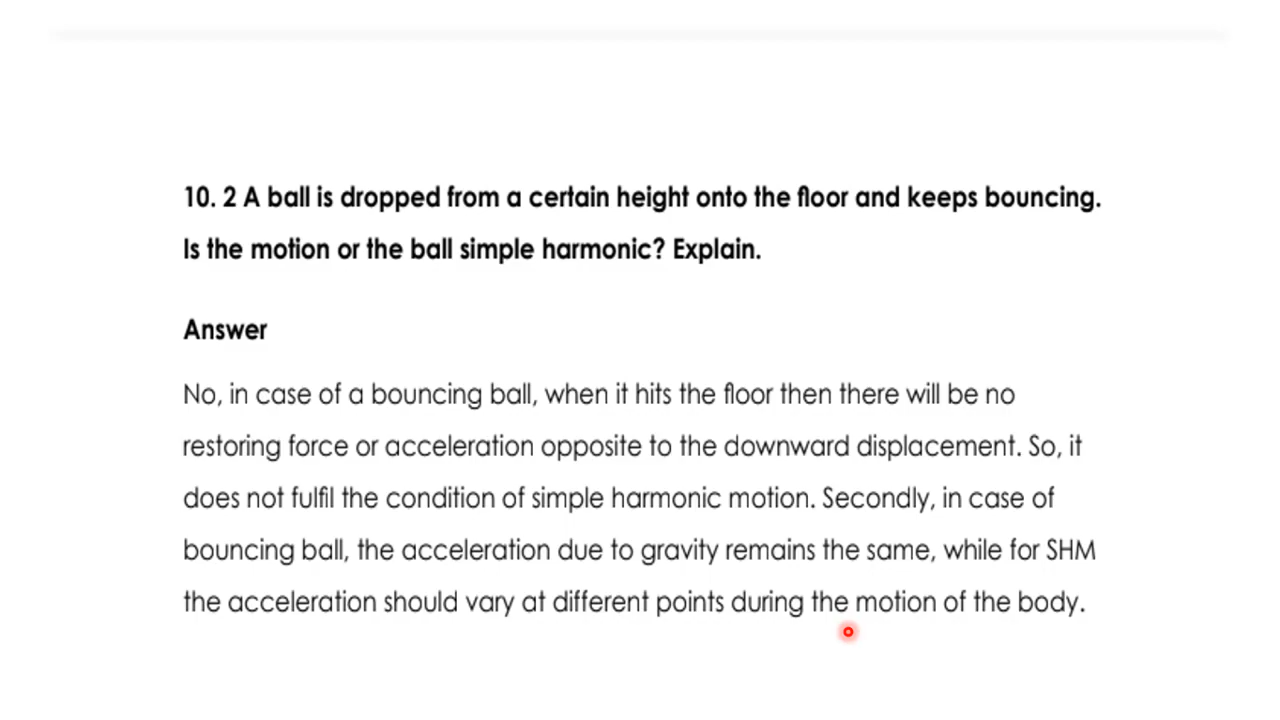 10. 2 A ball is dropped from a certain height onto the floor and keeps bouncing.
Is the motion or the ball simple harmonic? Explain.
Answer
No, in case of a bouncing ball, when it hits the floor then there will be no
restoring force or acceleration opposite to the downward displacement. So, it
does not fulfil the condition of simple harmonic motion. Secondly, in case of
bouncing ball, the acceleration due to gravity remains the same, while for SHM
the acceleration should vary at different points during the motion of the body.